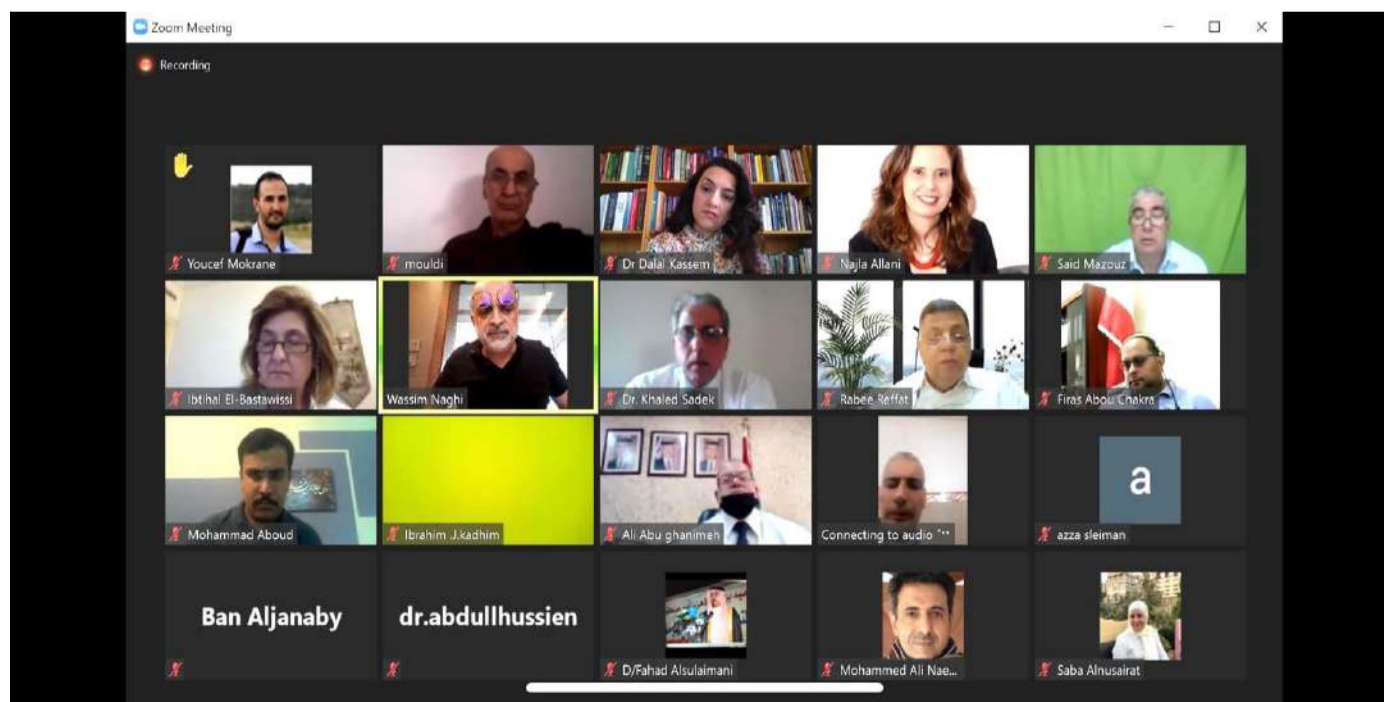 Zoom Meeting
Recording
Youcef Mokrane
mouldi
Dr Dalal Kassem
Najla Allani
Said Mazouz
Ibtihal El-Bastawissi
Wassim Naghi
Dr. Khaled Sadek
Rabee Reffat
Firas Abou Chakra
Mohammad Aboud
Ibrahim .J.kadhim
Ali Abu ghanimeh
Connecting to audio
a
azza sleiman
Ban Aljanaby
dr.abdullhussien
D/Fahad Alsulaimani
Mohammed Ali Nae...
Saba Alnusairat